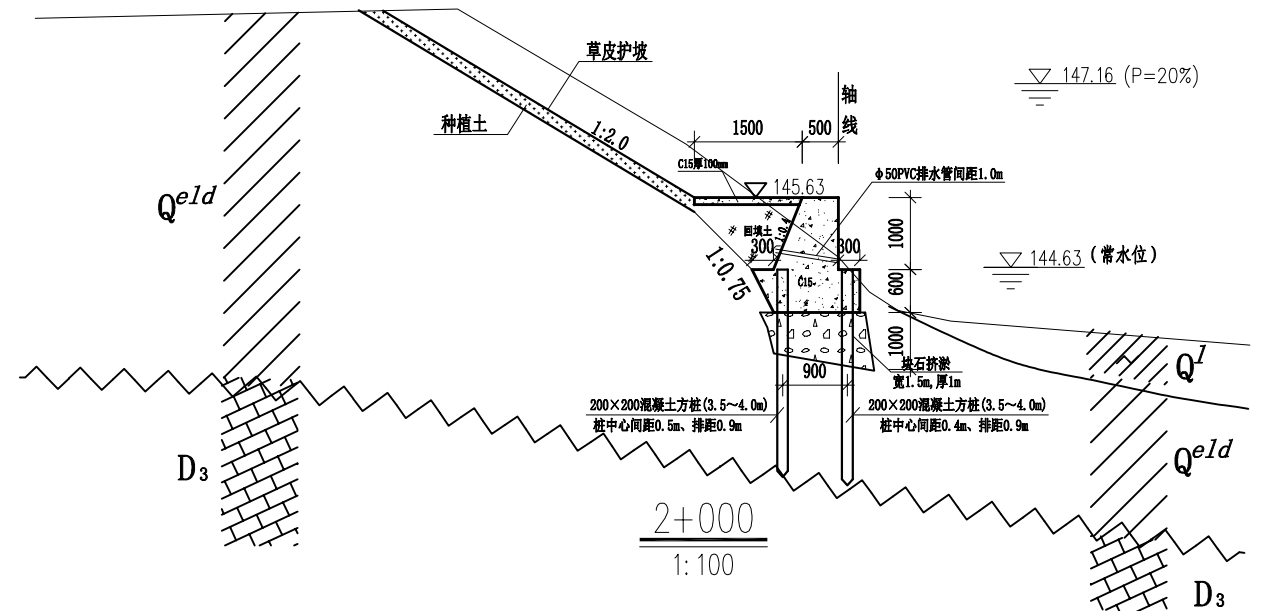 草皮护坡
种植土
1:2.0
147.16 (P=20%)
轴
线
1500
500
C15厚100mm
145.63
φ50PVC排水管间距1.0m
Q^eld
回填土
1:0.4
300
300
1000
144.63 (常水位)
1:0.75
C15
600
1000
块石挤淤
宽1.5m,厚1m
Q^l
900
200×200混凝土方桩(3.5~4.0m)
桩中心间距0.5m、排距0.9m
200×200混凝土方桩(3.5~4.0m)
桩中心间距0.4m、排距0.9m
D₃
Q^eld
2+000
1:100
D₃